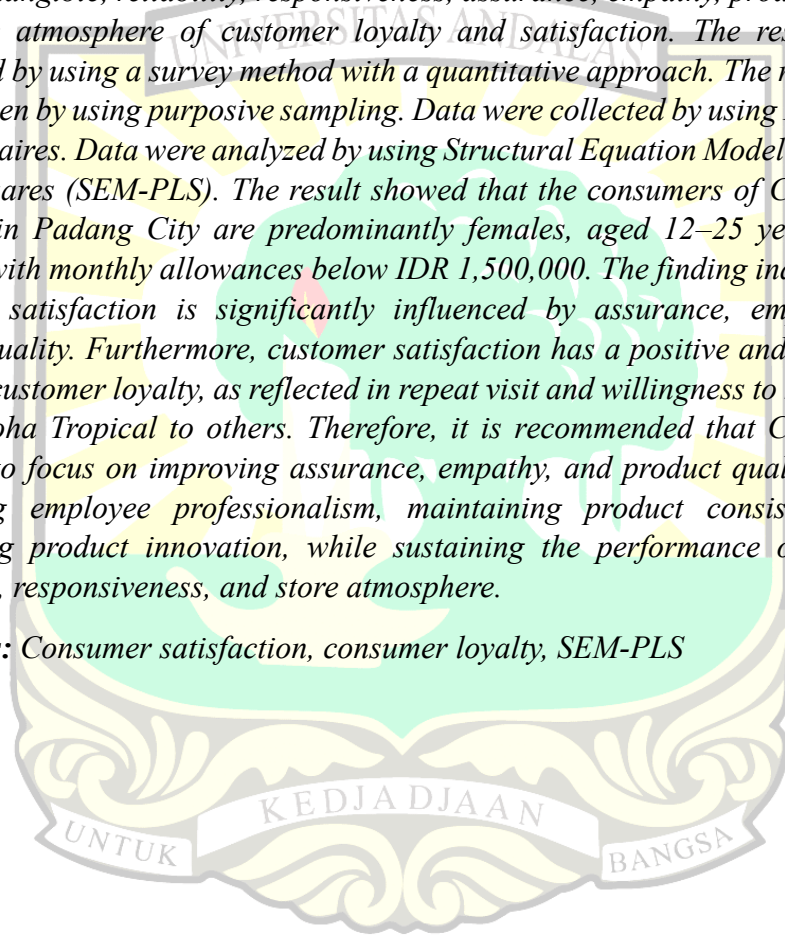 angible, reliability, responsiveness, assurance, empathy, prod
atmosphere of customer loyalty and satisfaction. The res
d by using a survey method with a quantitative approach. The
en by using purposive sampling. Data were collected by using
aires. Data were analyzed by using Structural Equation Model
ares (SEM-PLS). The result showed that the consumers of C
in Padang City are predominantly females, aged 12–25 ye
with monthly allowances below IDR 1,500,000. The finding in
satisfaction is significantly influenced by assurance, em
uality. Furthermore, customer satisfaction has a positive and
customer loyalty, as reflected in repeat visit and willingness to
oha Tropical to others. Therefore, it is recommended that C
to focus on improving assurance, empathy, and product qual
g employee professionalism, maintaining product consis
ng product innovation, while sustaining the performance o
, responsiveness, and store atmosphere.
: Consumer satisfaction, consumer loyalty, SEM-PLS
UNIVERSITAS ANDALAS
UNTUK KEDJADJAAN BANGSA